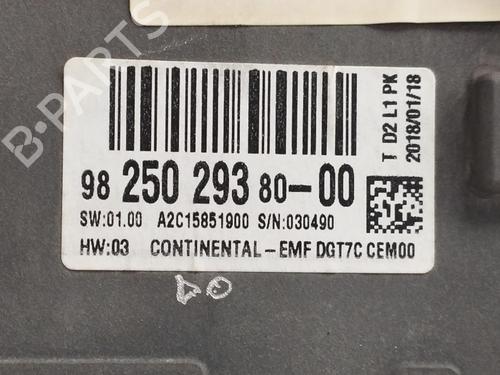 98 250 293 80-00
SW:01.00 A2C15851900 S/N:030490
HW:03 CONTINENTAL-EMF DGT7C CEM00
T D2 L1 PK
2018/01/18
B-PARTS